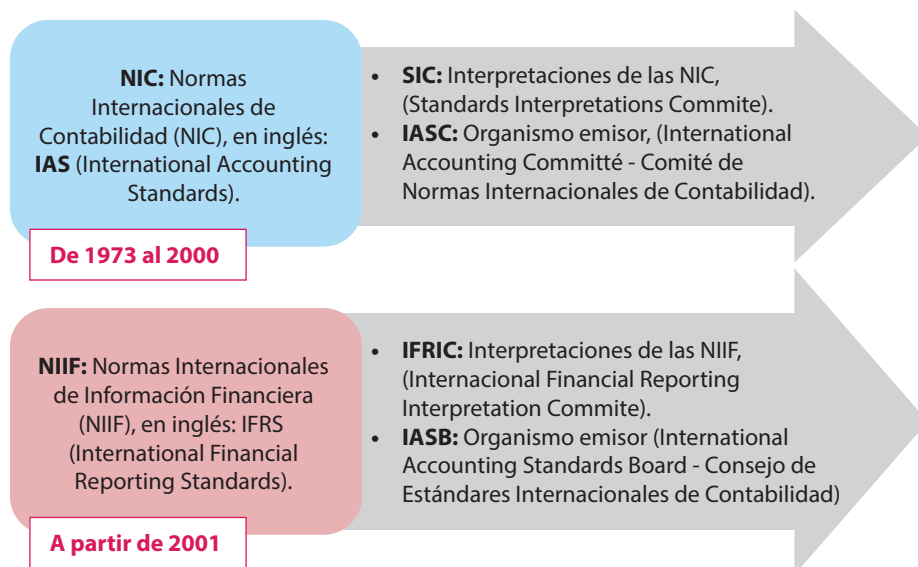 NIC: Normas
Internacionales de
Contabilidad (NIC), en inglés:
IAS (International Accounting
Standards).
De 1973 al 2000
• SIC: Interpretaciones de las NIC,
(Standards Interpretations Commite).
• IASC: Organismo emisor, (International
Accounting Committé - Comité de
Normas Internacionales de Contabilidad).
NIIF: Normas Internacionales
de Información Financiera
(NIIF), en inglés: IFRS
(International Financial
Reporting Standards).
A partir de 2001
• IFRIC: Interpretaciones de las NIIF,
(Internacional Financial Reporting
Interpretation Commite).
• IASB: Organismo emisor (International
Accounting Standards Board - Consejo de
Estándares Internacionales de Contabilidad)